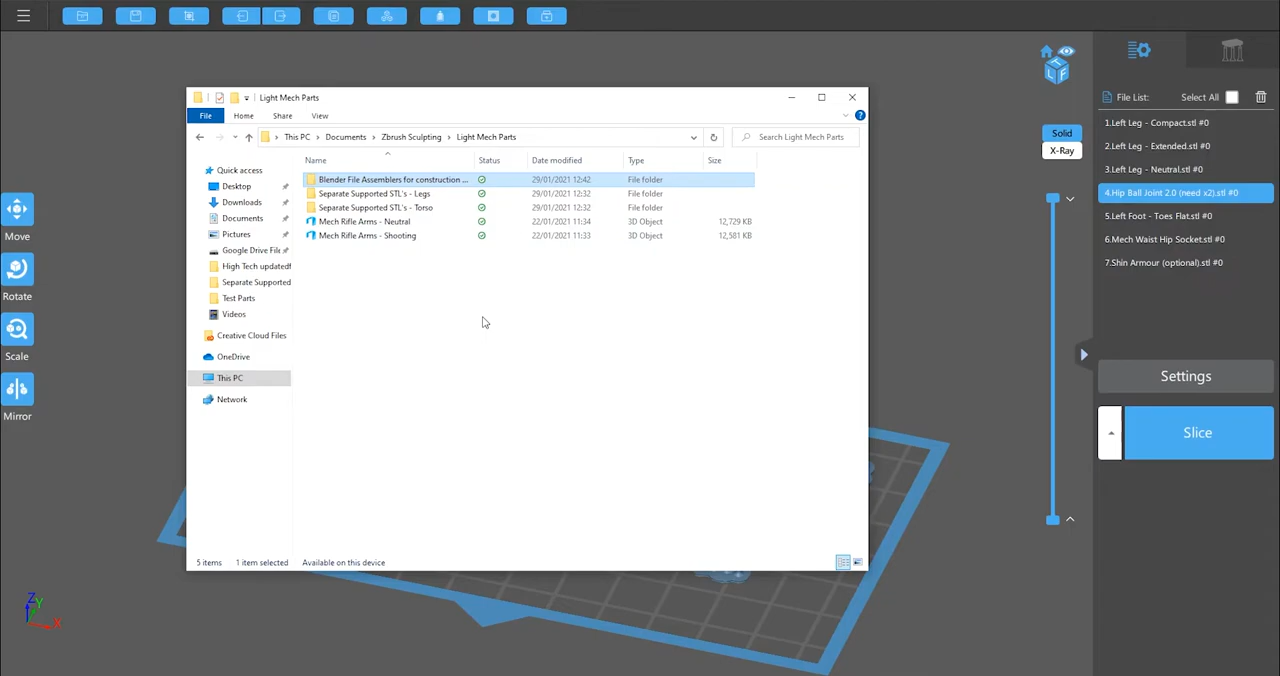 Light Mech Parts
File
Home
Share
View
This PC
Documents
Zbrush Sculpting
Light Mech Parts
Search Light Mech Parts
Name
Status
Date modified
Type
Size
Quick access
Desktop
Downloads
Documents
Pictures
Google Drive File
High Tech updated
Separate Supported
Test Parts
Videos
Creative Cloud Files
OneDrive
This PC
Network
Blender File Assemblers for construction ... 29/01/2021 12:42 File folder
Separate Supported STL's - Legs 29/01/2021 12:32 File folder
Separate Supported STL's - Torso 29/01/2021 12:32 File folder
Mech Rifle Arms - Neutral 22/01/2021 11:34 3D Object 12,729 KB
Mech Rifle Arms - Shooting 22/01/2021 11:33 3D Object 12,581 KB
5 items 1 item selected Available on this device
Move
Rotate
Scale
Mirror
Z
Y
X
T
L F
Solid
X-Ray
File List:
Select All
1.Left Leg - Compact.stl #0
2.Left Leg - Extended.stl #0
3.Left Leg - Neutral.stl #0
4.Hip Ball Joint 2.0 (need x2).stl #0
5.Left Foot - Toes Flat.stl #0
6.Mech Waist Hip Socket.stl #0
7.Shin Armour (optional).stl #0
Settings
Slice